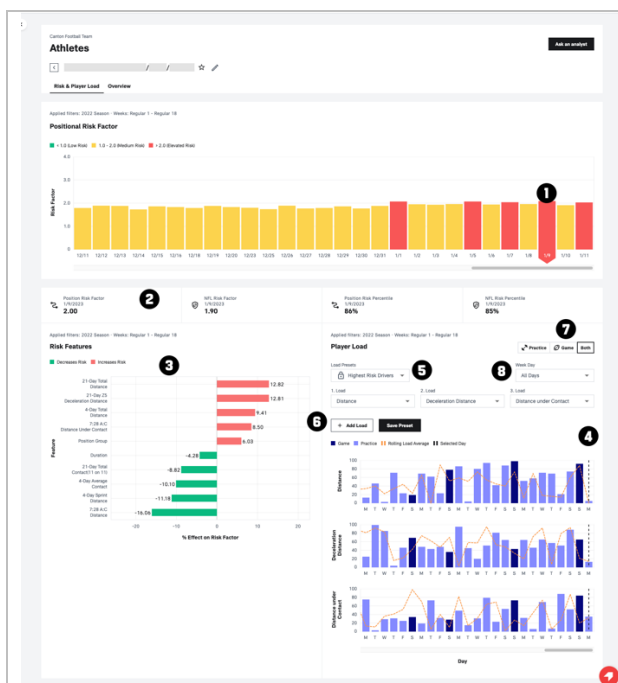 Canton Football Team
Athletes
Ask an analyst
/ /
Risk & Player Load Overview
Applied filters: 2022 Season · Weeks: Regular 1 - Regular 18
Positional Risk Factor
< 1.0 (Low Risk) 1.0 - 2.0 (Medium Risk) > 2.0 (Elevated Risk)
4.0
3.0
2.0
1.0
0
Risk Factor
1
12/11 12/12 12/13 12/14 12/15 12/16 12/17 12/18 12/19 12/20 12/21 12/22 12/23 12/24 12/25 12/26 12/27 12/28 12/29 12/30 12/31 1/1 1/2 1/3 1/4 1/5 1/6 1/7 1/8 1/9 1/10 1/11
Position Risk Factor
1/9/2023
2.00
2
NFL Risk Factor
1/9/2023
1.90
Position Risk Percentile
1/9/2023
86%
NFL Risk Percentile
1/9/2023
85%
Applied filters: 2022 Season · Weeks: Regular 1 - Regular 18
Risk Features
Decreases Risk Increases Risk
3
Feature
21-Day Total
Distance
12.82
21-Day ZS
Deceleration Distance
12.81
4-Day Total
Distance
9.41
7:28 A:C
Distance Under Contact
8.50
Position Group
6.03
Duration
-4.28
21-Day Total
Contact(11 on 11)
-8.82
4-Day Average
Contact
-10.10
4-Day Sprint
Distance
-11.18
7:28 A:C
Distance
-16.06
-20 -10 0 10 20
% Effect on Risk Factor
Applied filters: 2022 Season · Weeks: Regular 1 - Regular 18
Player Load
7
Practice Game Both
Load Presets
Highest Risk Drivers
5
8
Week Day
All Days
1. Load
Distance
2. Load
Deceleration Distance
3. Load
Distance under Contact
6
+ Add Load
Save Preset
4
Game Practice Rolling Load Average Selected Day
Distance
100
80
60
40
20
0
M T W T F S S M T W T F S S M T W T F S S M T W T F S S M
Deceleration
Distance
100
80
60
40
20
0
M T W T F S S M T W T F S S M T W T F S S M T W T F S S M
Distance under
Contact
100
80
60
40
20
0
M T W T F S S M T W T F S S M T W T F S S M T W T F S S M
Day